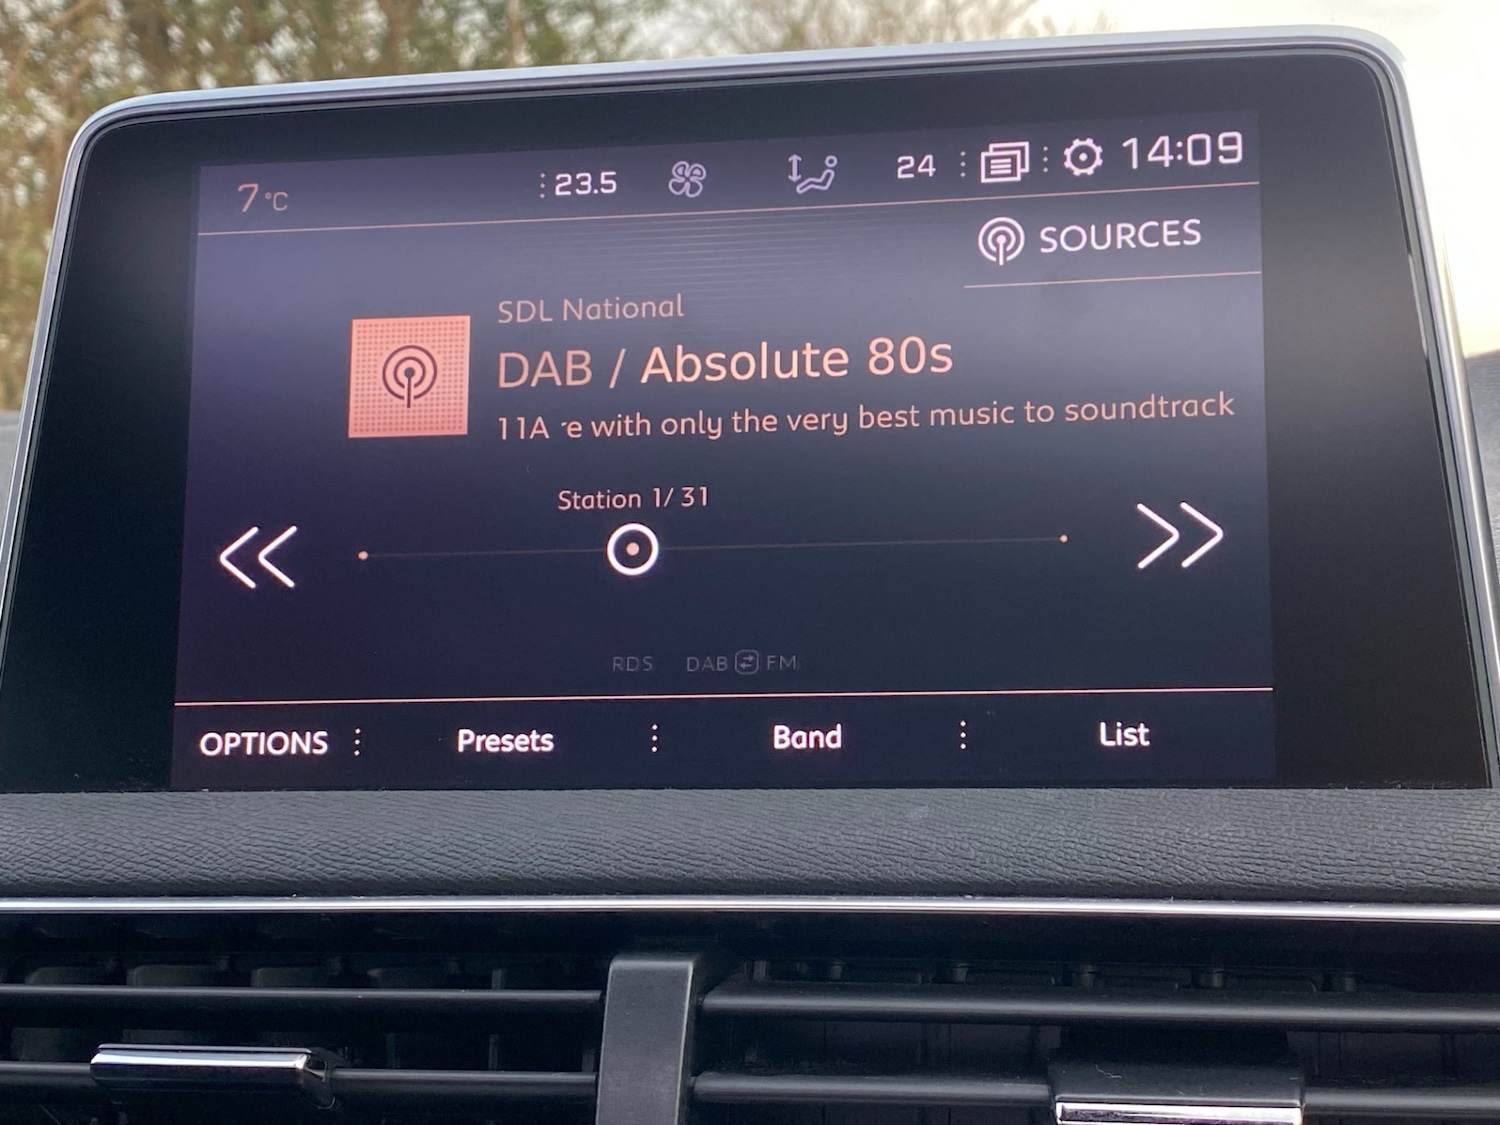 7°C 23.5 24 14:09
SOURCES
SDL National
DAB / Absolute 80s
11A e with only the very best music to soundtrack
Station 1/ 31
RDS DAB FM
OPTIONS Presets Band List